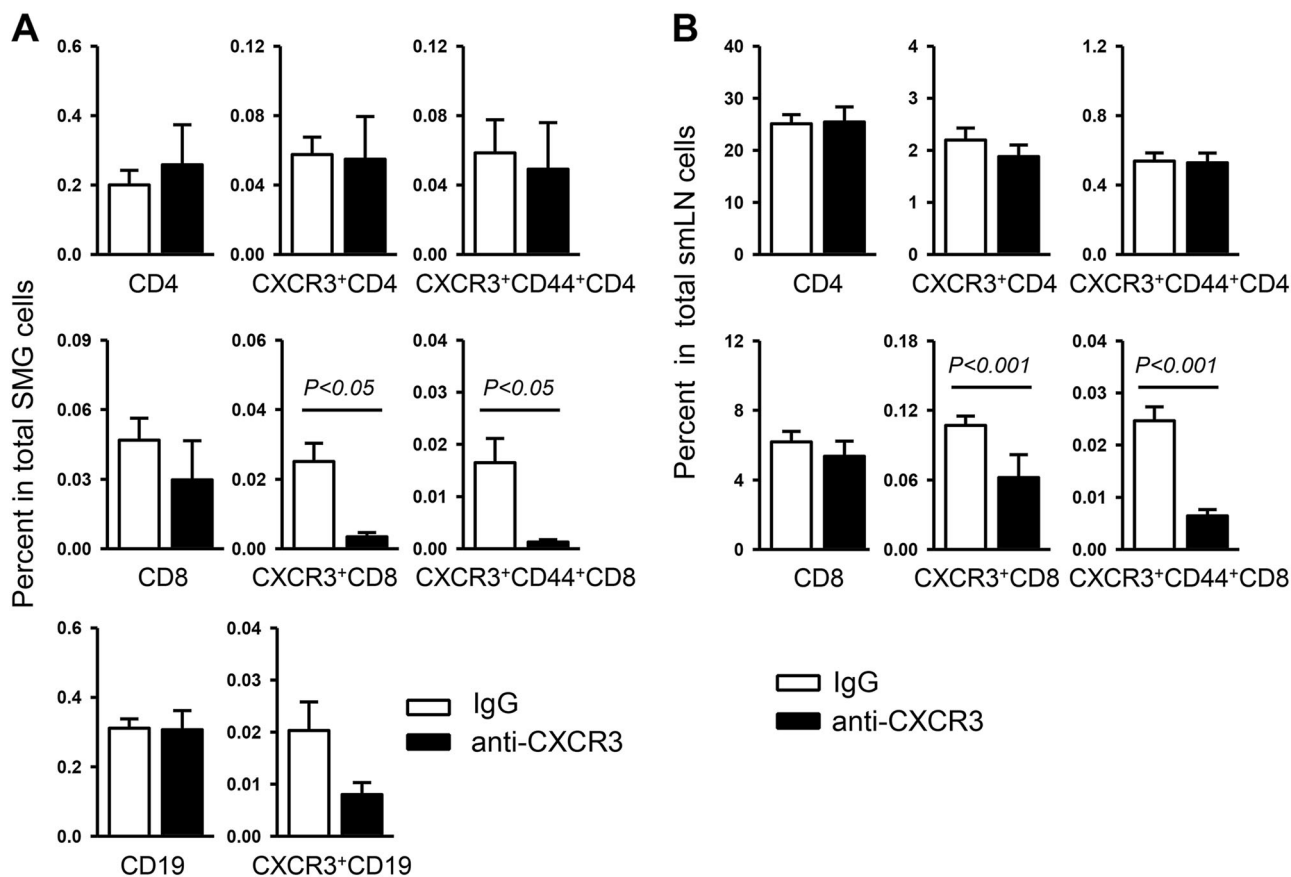 A
B
Percent in total SMG cells
0.6
0.4
0.2
0.0
CD4
0.12
0.08
0.04
0.00
CXCR3⁺CD4
0.12
0.08
0.04
0.00
CXCR3⁺CD44⁺CD4
0.09
0.06
0.03
0.00
CD8
0.06
0.04
0.02
0.00
P<0.05
CXCR3⁺CD8
0.04
0.03
0.02
0.01
0.00
P<0.05
CXCR3⁺CD44⁺CD8
0.6
0.4
0.2
0.0
CD19
0.04
0.03
0.02
0.01
0.00
CXCR3⁺CD19
IgG
anti-CXCR3
Percent in total smLN cells
40
30
20
10
0
CD4
4
3
2
1
0
CXCR3⁺CD4
1.2
0.8
0.4
0.0
CXCR3⁺CD44⁺CD4
12
8
4
0
CD8
0.18
0.12
0.06
0.00
P<0.001
CXCR3⁺CD8
0.04
0.03
0.01
0.00
P<0.001
CXCR3⁺CD44⁺CD8
IgG
anti-CXCR3